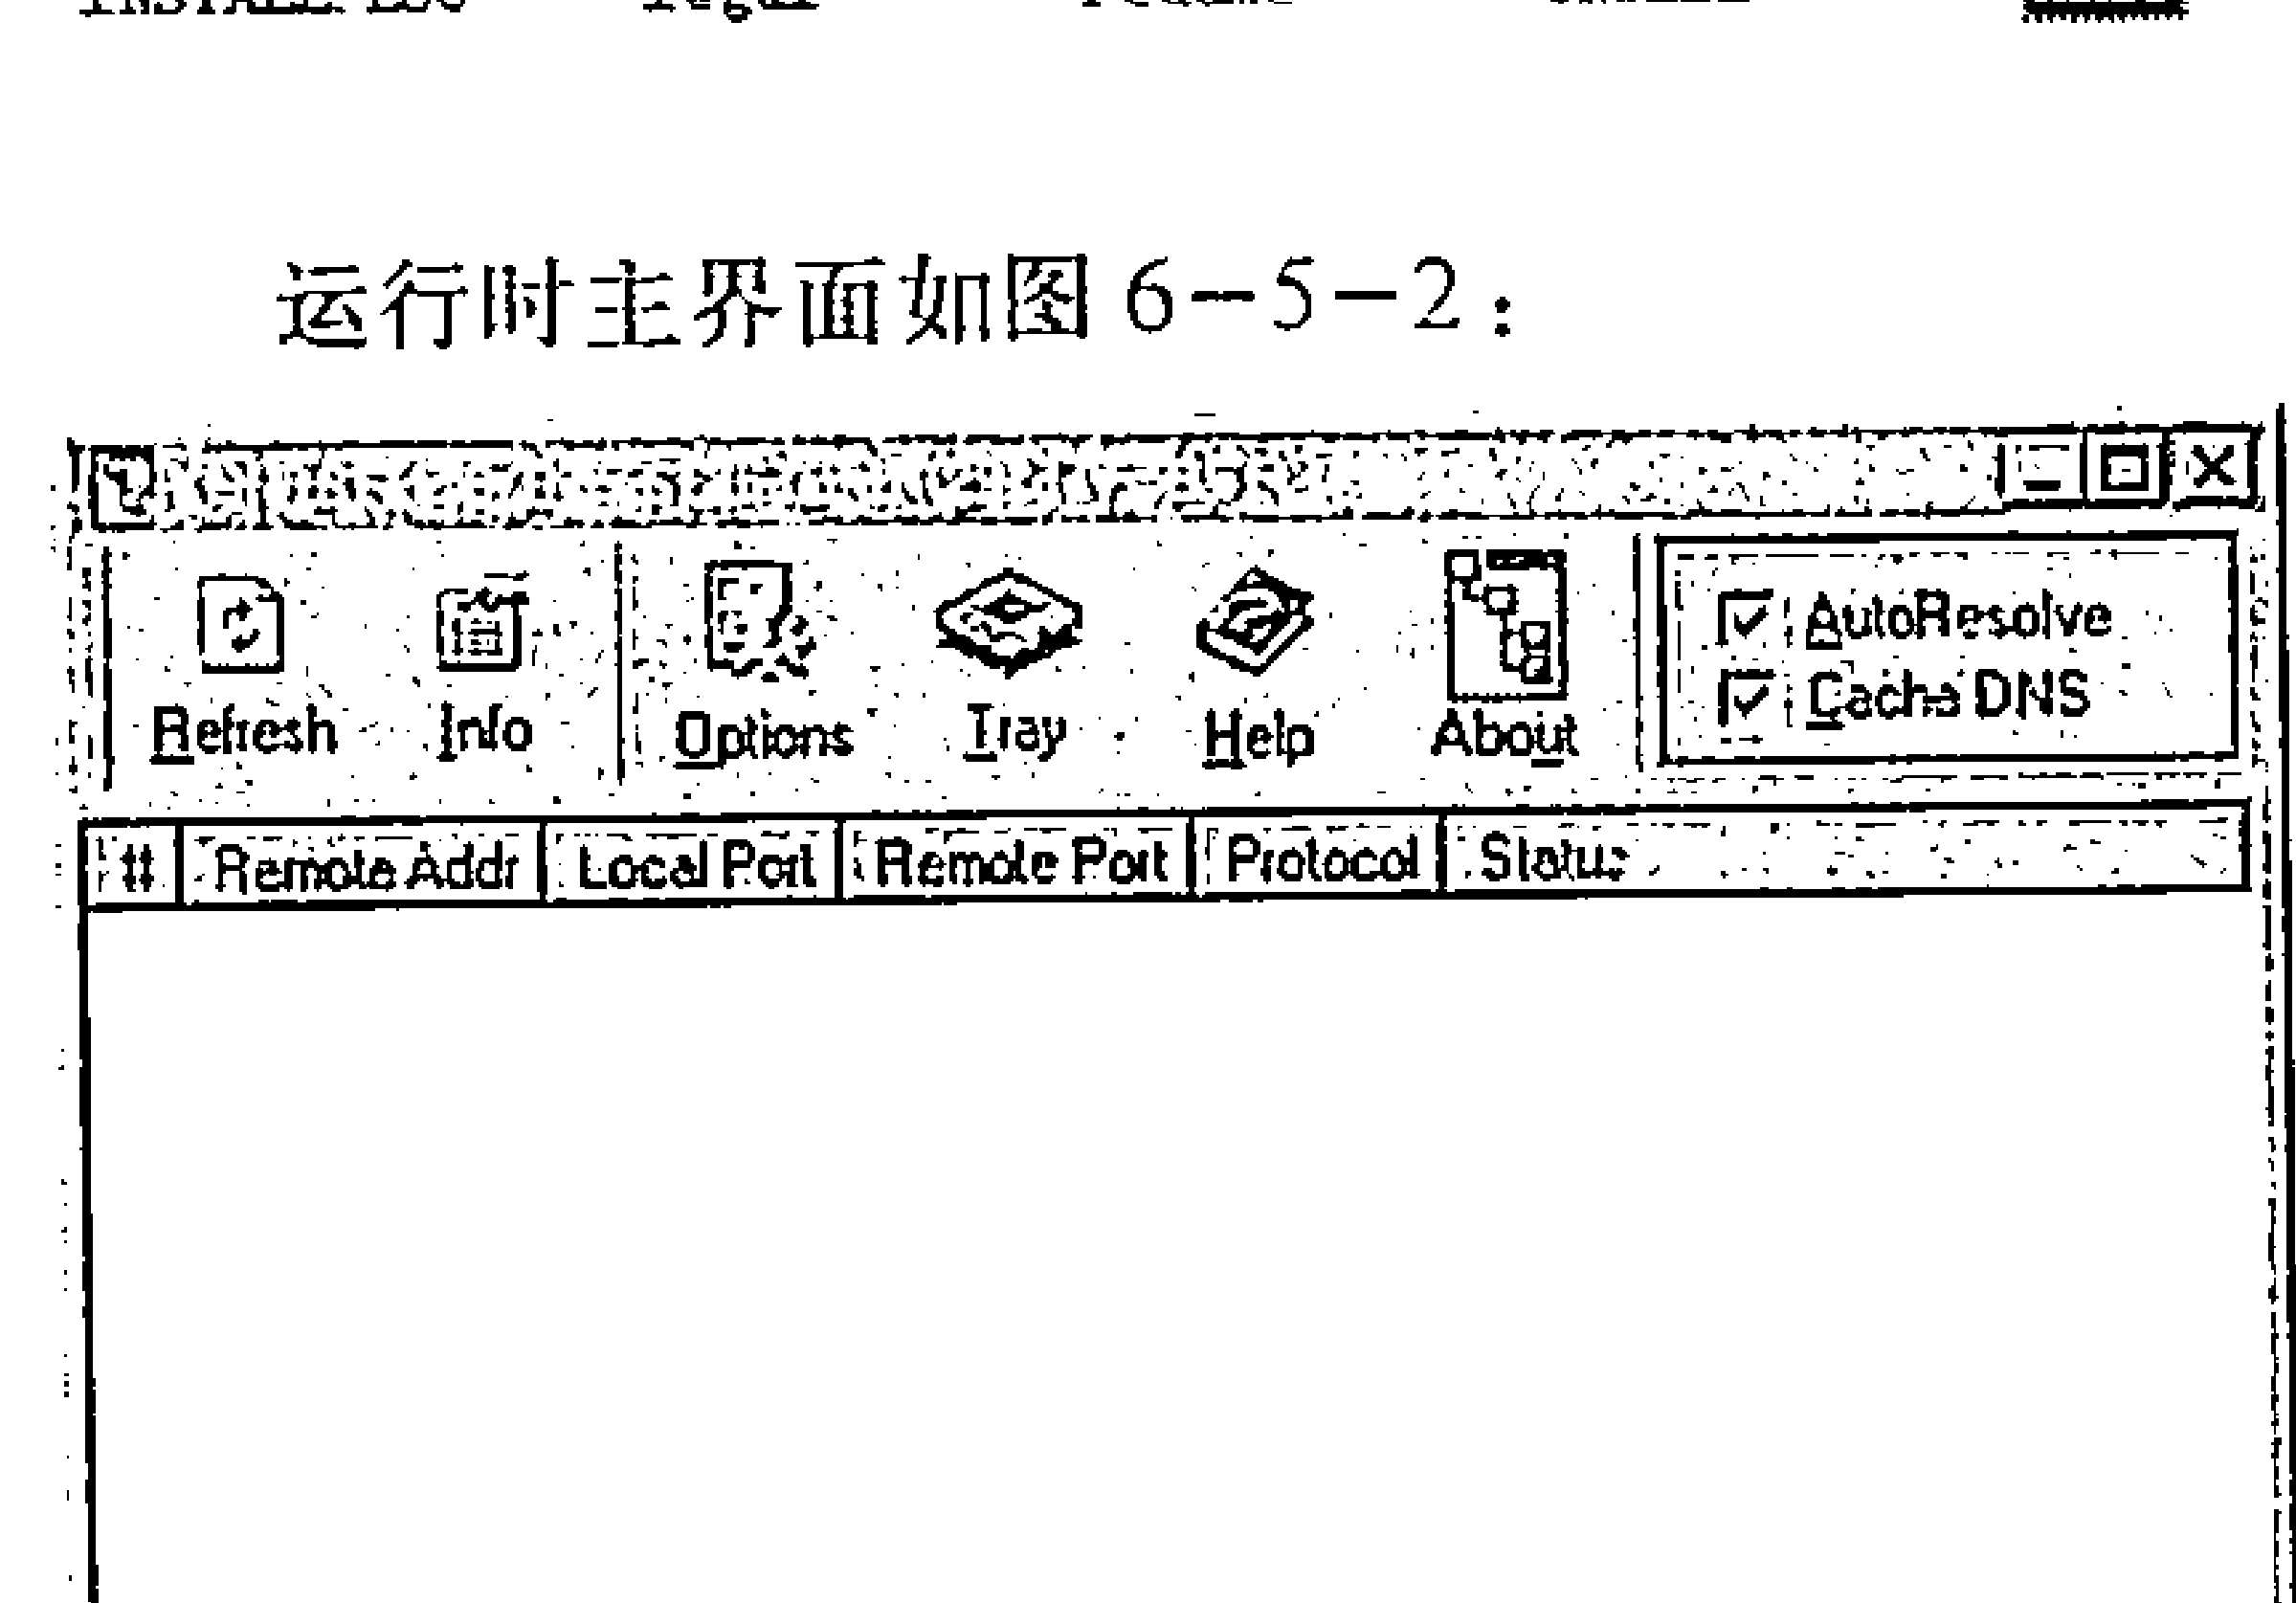 运行时主界面如图 6-5-2：
Refresh Info Options Tray Help About AutoResolve
Cache DNS
# Remote Addr Local Port Remote Port Protocol Status